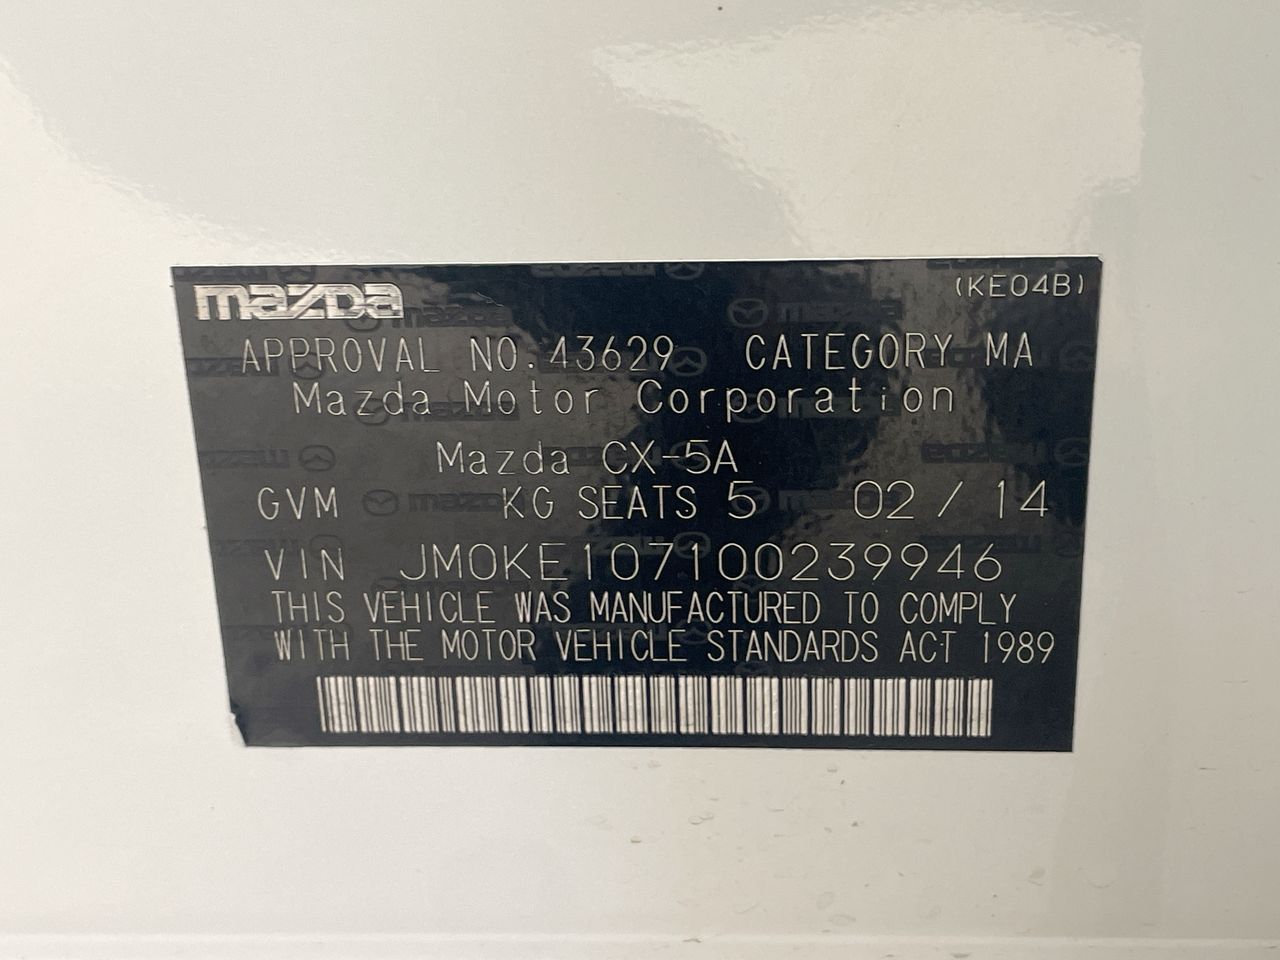 mazda (KE04B)
APPROVAL NO. 43629 CATEGORY MA
Mazda Motor Corporation
Mazda CX-5A
GVM KG SEATS 5 02 / 14
VIN JM0KE107100239946
THIS VEHICLE WAS MANUFACTURED TO COMPLY
WITH THE MOTOR VEHICLE STANDARDS ACT 1989